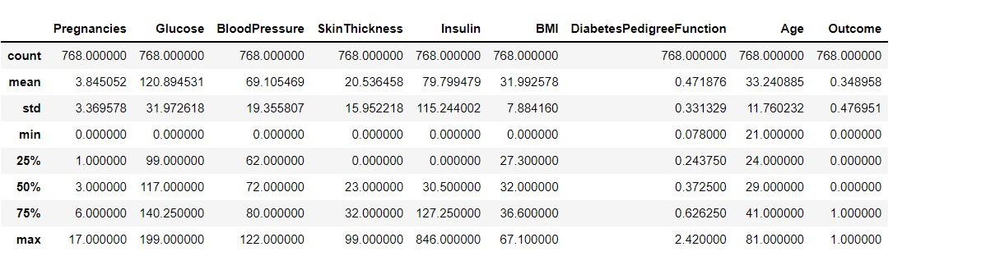 Pregnancies Glucose BloodPressure SkinThickness Insulin BMI DiabetesPedigreeFunction Age Outcome
count 768.000000 768.000000 768.000000 768.000000 768.000000 768.000000 768.000000 768.000000 768.000000
mean 3.845052 120.894531 69.105469 20.536458 79.799479 31.992578 0.471876 33.240885 0.348958
std 3.369578 31.972618 19.355807 15.952218 115.244002 7.884160 0.331329 11.760232 0.476951
min 0.000000 0.000000 0.000000 0.000000 0.000000 0.000000 0.078000 21.000000 0.000000
25% 1.000000 99.000000 62.000000 0.000000 0.000000 27.300000 0.243750 24.000000 0.000000
50% 3.000000 117.000000 72.000000 23.000000 30.500000 32.000000 0.372500 29.000000 0.000000
75% 6.000000 140.250000 80.000000 32.000000 127.250000 36.600000 0.626250 41.000000 1.000000
max 17.000000 199.000000 122.000000 99.000000 846.000000 67.100000 2.420000 81.000000 1.000000